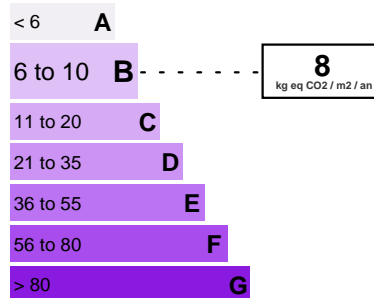 < 6 A
6 to 10 B - - - - - - 8
kg eq CO2 / m2 / an
11 to 20 C
21 to 35 D
36 to 55 E
56 to 80 F
> 80 G